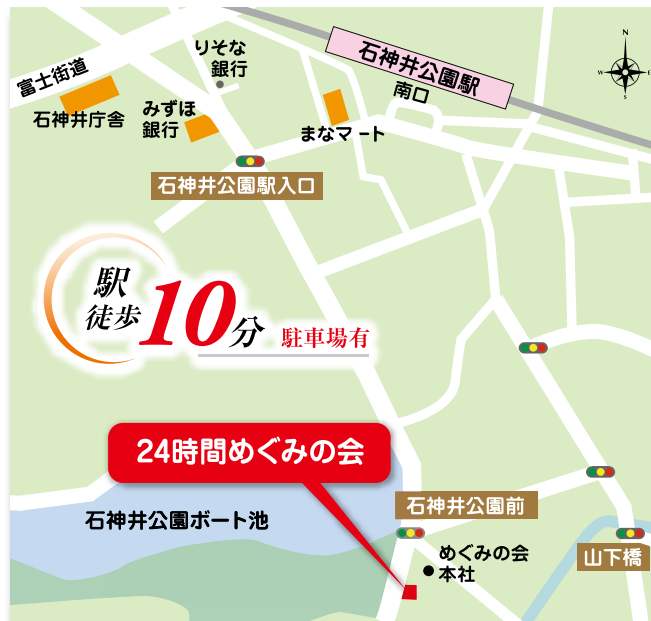 富士街道
りそな
銀行
石神井公園駅
南口
N
W
E
S
石神井庁舎
みずほ
銀行
まなマート
石神井公園駅入口
駅
徒歩
10分
駐車場有
24時間めぐみの会
石神井公園ボート池
石神井公園前
めぐみの会
本社
山下橋